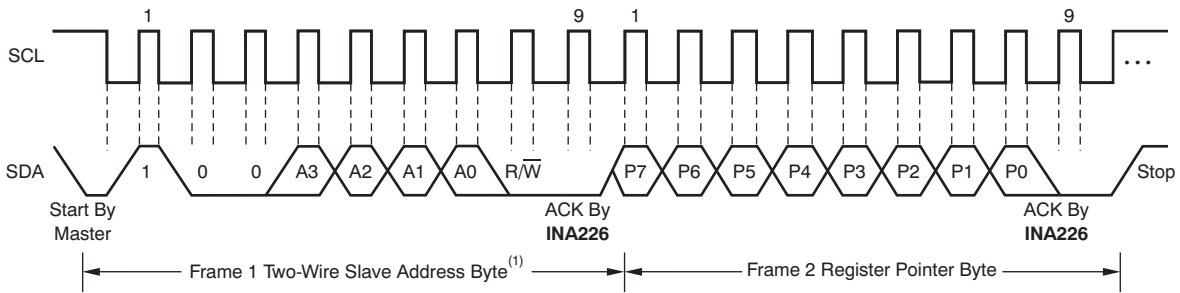 1 9 1 9
SCL
...
SDA 1 0 0 A3 A2 A1 A0 R/W̅ P7 P6 P5 P4 P3 P2 P1 P0 Stop
Start By ACK By ACK By
Master INA226 INA226
Frame 1 Two-Wire Slave Address Byte(1) Frame 2 Register Pointer Byte